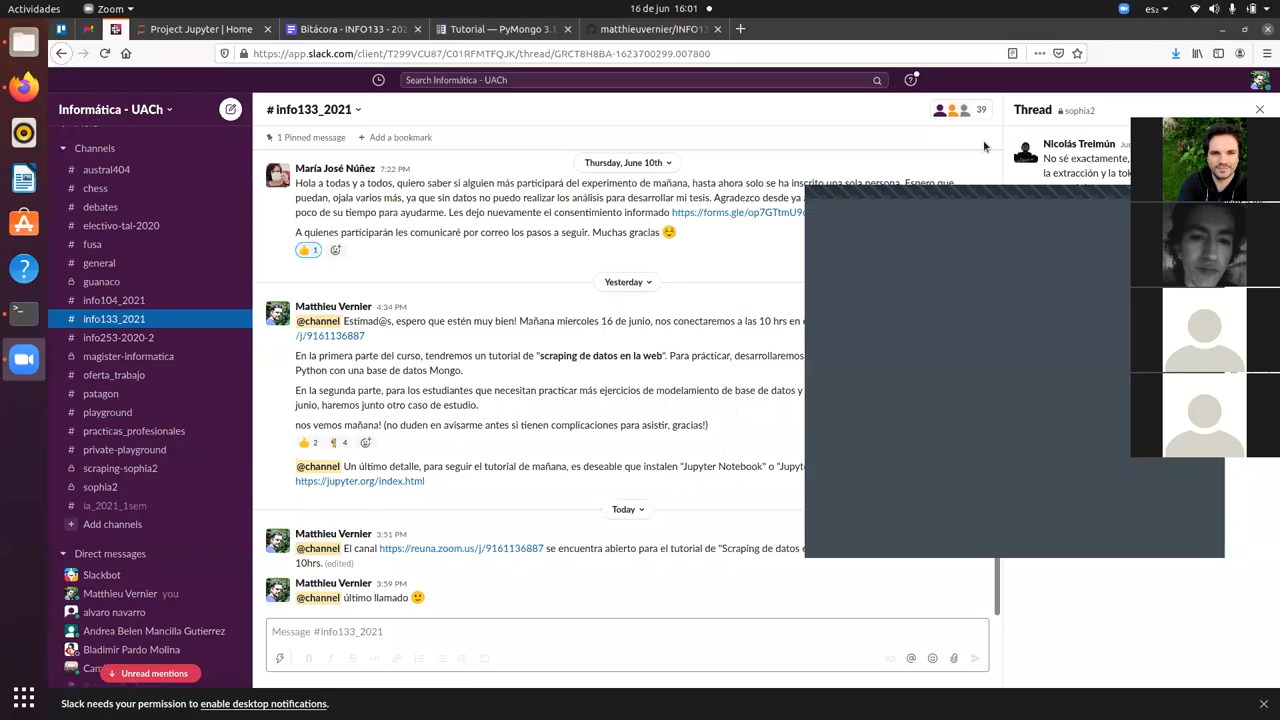 Actividades
Zoom
16 de jun 16:01
es₂
Project Jupyter | Home
Bitácora - INFO133 - 202
Tutorial — PyMongo 3.1
matthieuvernier/INFO1
https://app.slack.com/client/T299VCU87/C01RFMTFQJK/thread/GRCT8H8BA-1623700299.007800
Search Informática - UACh
Informática - UACh
#info133_2021
39
Thread
sophia2
1 Pinned message
Add a bookmark
Channels
# austral404
# chess
# debates
# electivo-tal-2020
# fusa
# general
guanaco
# info104_2021
# info133_2021
# info253-2020-2
magister-informatica
# oferta_trabajo
# patagon
# playground
# practicas_profesionales
# private-playground
scraping-sophia2
sophia2
# ia_2021_1sem
+ Add channels
Direct messages
Slackbot
Matthieu Vernier you
alvaro navarro
Andrea Belen Mancilla Gutierrez
Bladimir Pardo Molina
Unread mentions
Thursday, June 10th
María José Núñez 7:22 PM
Hola a todas y a todos, quiero saber si alguien más participará del experimento de mañana, hasta ahora solo se ha inscrito una sola persona. Espero que
puedan, ojala varios más, ya que sin datos no puedo realizar los análisis para desarrollar mi tesis. Agradezco desde ya
poco de su tiempo para ayudarme. Les dejo nuevamente el consentimiento informado https://forms.gle/op7GTtmU9c
A quienes participarán les comunicaré por correo los pasos a seguir. Muchas gracias
1
Yesterday
Matthieu Vernier 4:34 PM
@channel Estimad@s, espero que estén muy bien! Mañana miercoles 16 de junio, nos conectaremos a las 10 hrs en
/j/9161136887
En la primera parte del curso, tendremos un tutorial de "scraping de datos en la web". Para prácticar, desarrollaremos
Python con una base de datos Mongo.
En la segunda parte, para los estudiantes que necesitan practicar más ejercicios de modelamiento de base de datos y
junio, haremos junto otro caso de estudio.
nos vemos mañana! (no duden en avisarme antes si tienen complicaciones para asistir, gracias!)
2
4
@channel Un último detalle, para seguir el tutorial de mañana, es deseable que instalen "Jupyter Notebook" o "Jupyt
https://jupyter.org/index.html
Today
Matthieu Vernier 3:51 PM
@channel El canal https://reuna.zoom.us/j/9161136887 se encuentra abierto para el tutorial de "Scraping de datos
10hrs. (edited)
Matthieu Vernier 3:59 PM
@channel último llamado
Message #info133_2021
Nicolás Treimún
No sé exactamente,
la extracción y la tok
Slack needs your permission to enable desktop notifications.